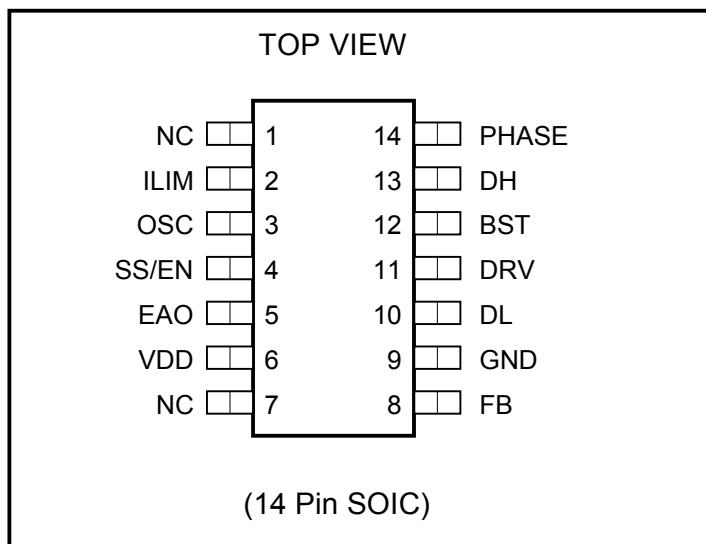 TOP VIEW
NC 1 14 PHASE
ILIM 2 13 DH
OSC 3 12 BST
SS/EN 4 11 DRV
EAO 5 10 DL
VDD 6 9 GND
NC 7 8 FB
(14 Pin SOIC)